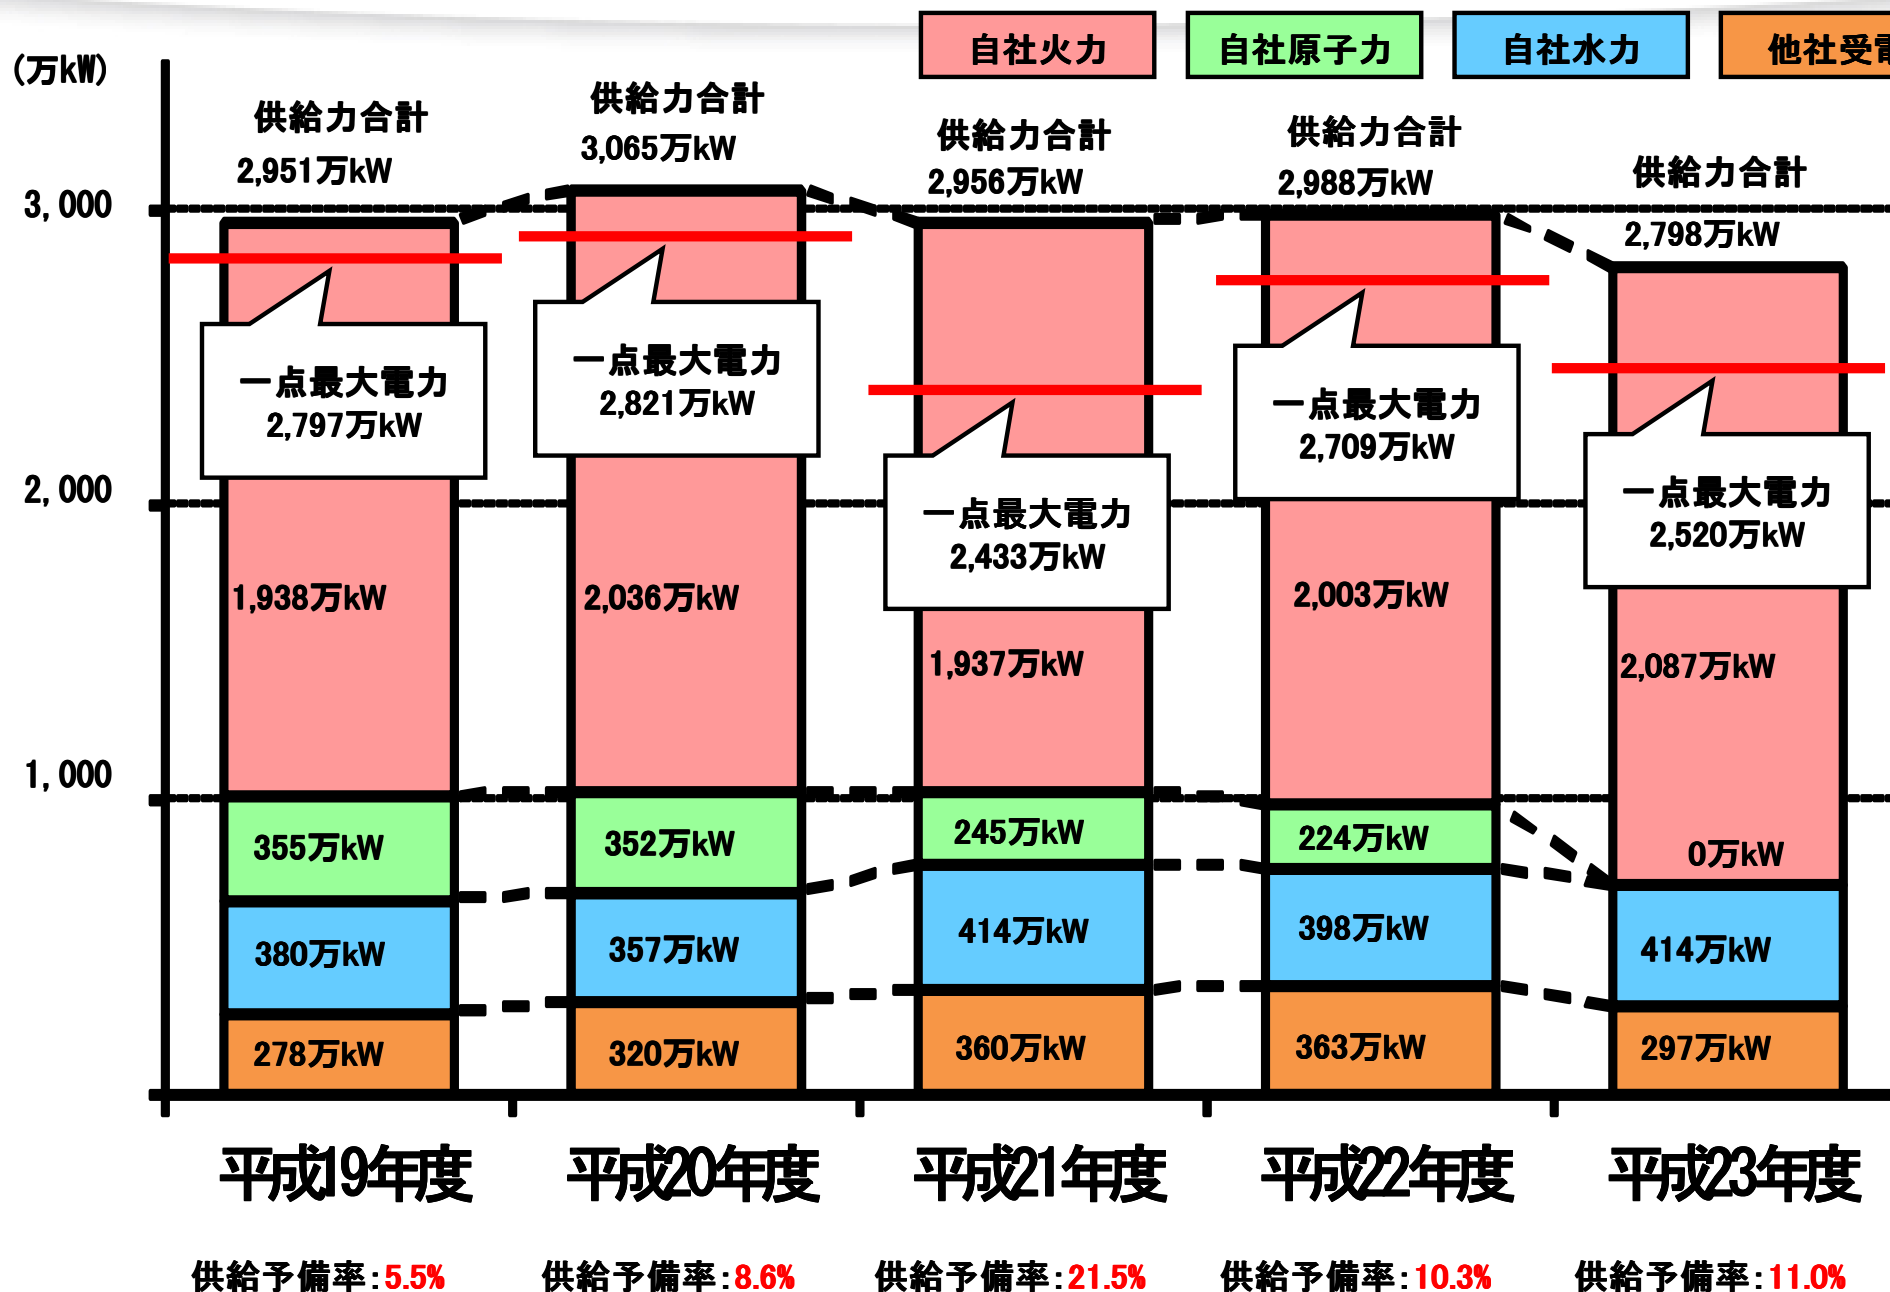 (万kW)
自社火力
自社原子力
自社水力
他社受電
供給力合計
2,951万kW
供給力合計
3,065万kW
供給力合計
2,956万kW
供給力合計
2,988万kW
供給力合計
2,798万kW
3,000
2,000
1,000
一点最大電力
2,797万kW
一点最大電力
2,821万kW
一点最大電力
2,433万kW
一点最大電力
2,709万kW
一点最大電力
2,520万kW
1,938万kW
2,036万kW
1,937万kW
2,003万kW
2,087万kW
355万kW
352万kW
245万kW
224万kW
0万kW
380万kW
357万kW
414万kW
398万kW
414万kW
278万kW
320万kW
360万kW
363万kW
297万kW
平成19年度
平成20年度
平成21年度
平成22年度
平成23年度
供給予備率:5.5%
供給予備率:8.6%
供給予備率:21.5%
供給予備率:10.3%
供給予備率:11.0%